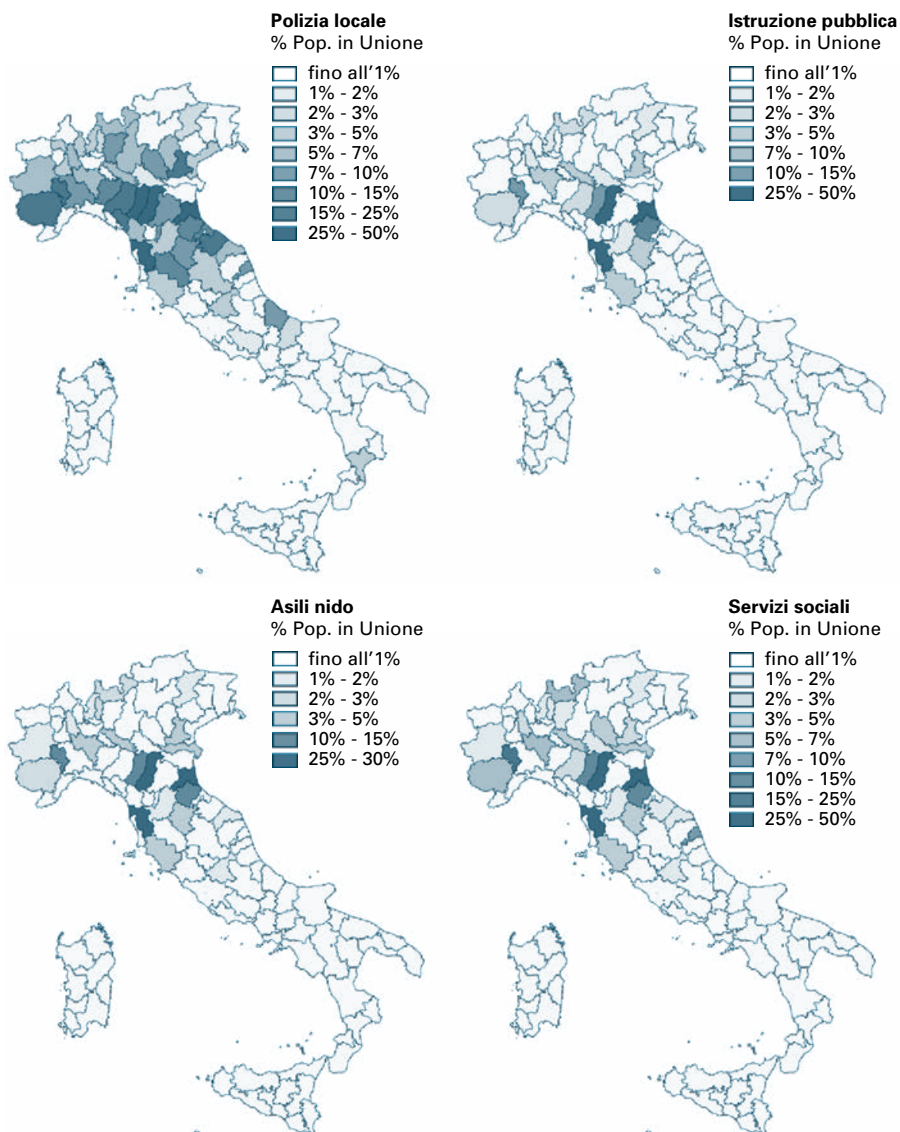 Polizia locale
% Pop. in Unione
fino all'1%
1% - 2%
2% - 3%
3% - 5%
5% - 7%
7% - 10%
10% - 15%
15% - 25%
25% - 50%
Istruzione pubblica
% Pop. in Unione
fino all'1%
1% - 2%
2% - 3%
3% - 5%
7% - 10%
10% - 15%
25% - 50%
Asili nido
% Pop. in Unione
fino all'1%
1% - 2%
2% - 3%
3% - 5%
10% - 15%
25% - 30%
Servizi sociali
% Pop. in Unione
fino all'1%
1% - 2%
2% - 3%
3% - 5%
5% - 7%
7% - 10%
10% - 15%
15% - 25%
25% - 50%